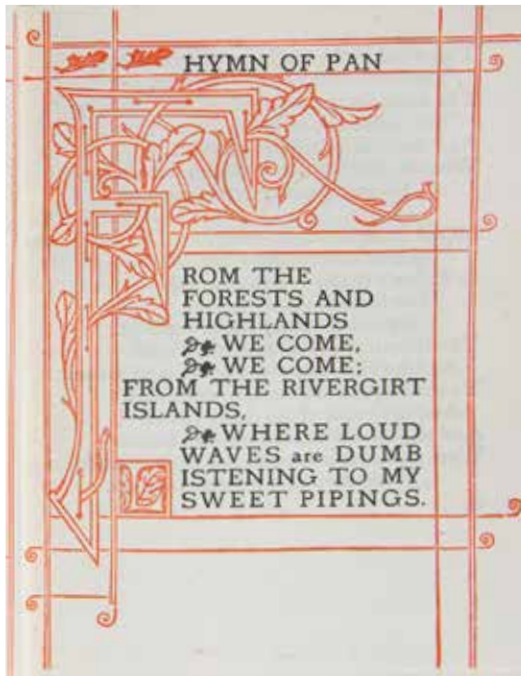 HYMN OF PAN
FROM THE
FORESTS AND
HIGHLANDS
WE COME,
WE COME;
FROM THE RIVERGIRT
ISLANDS,
WHERE LOUD
WAVES are DUMB
LISTENING TO MY
SWEET PIPINGS.